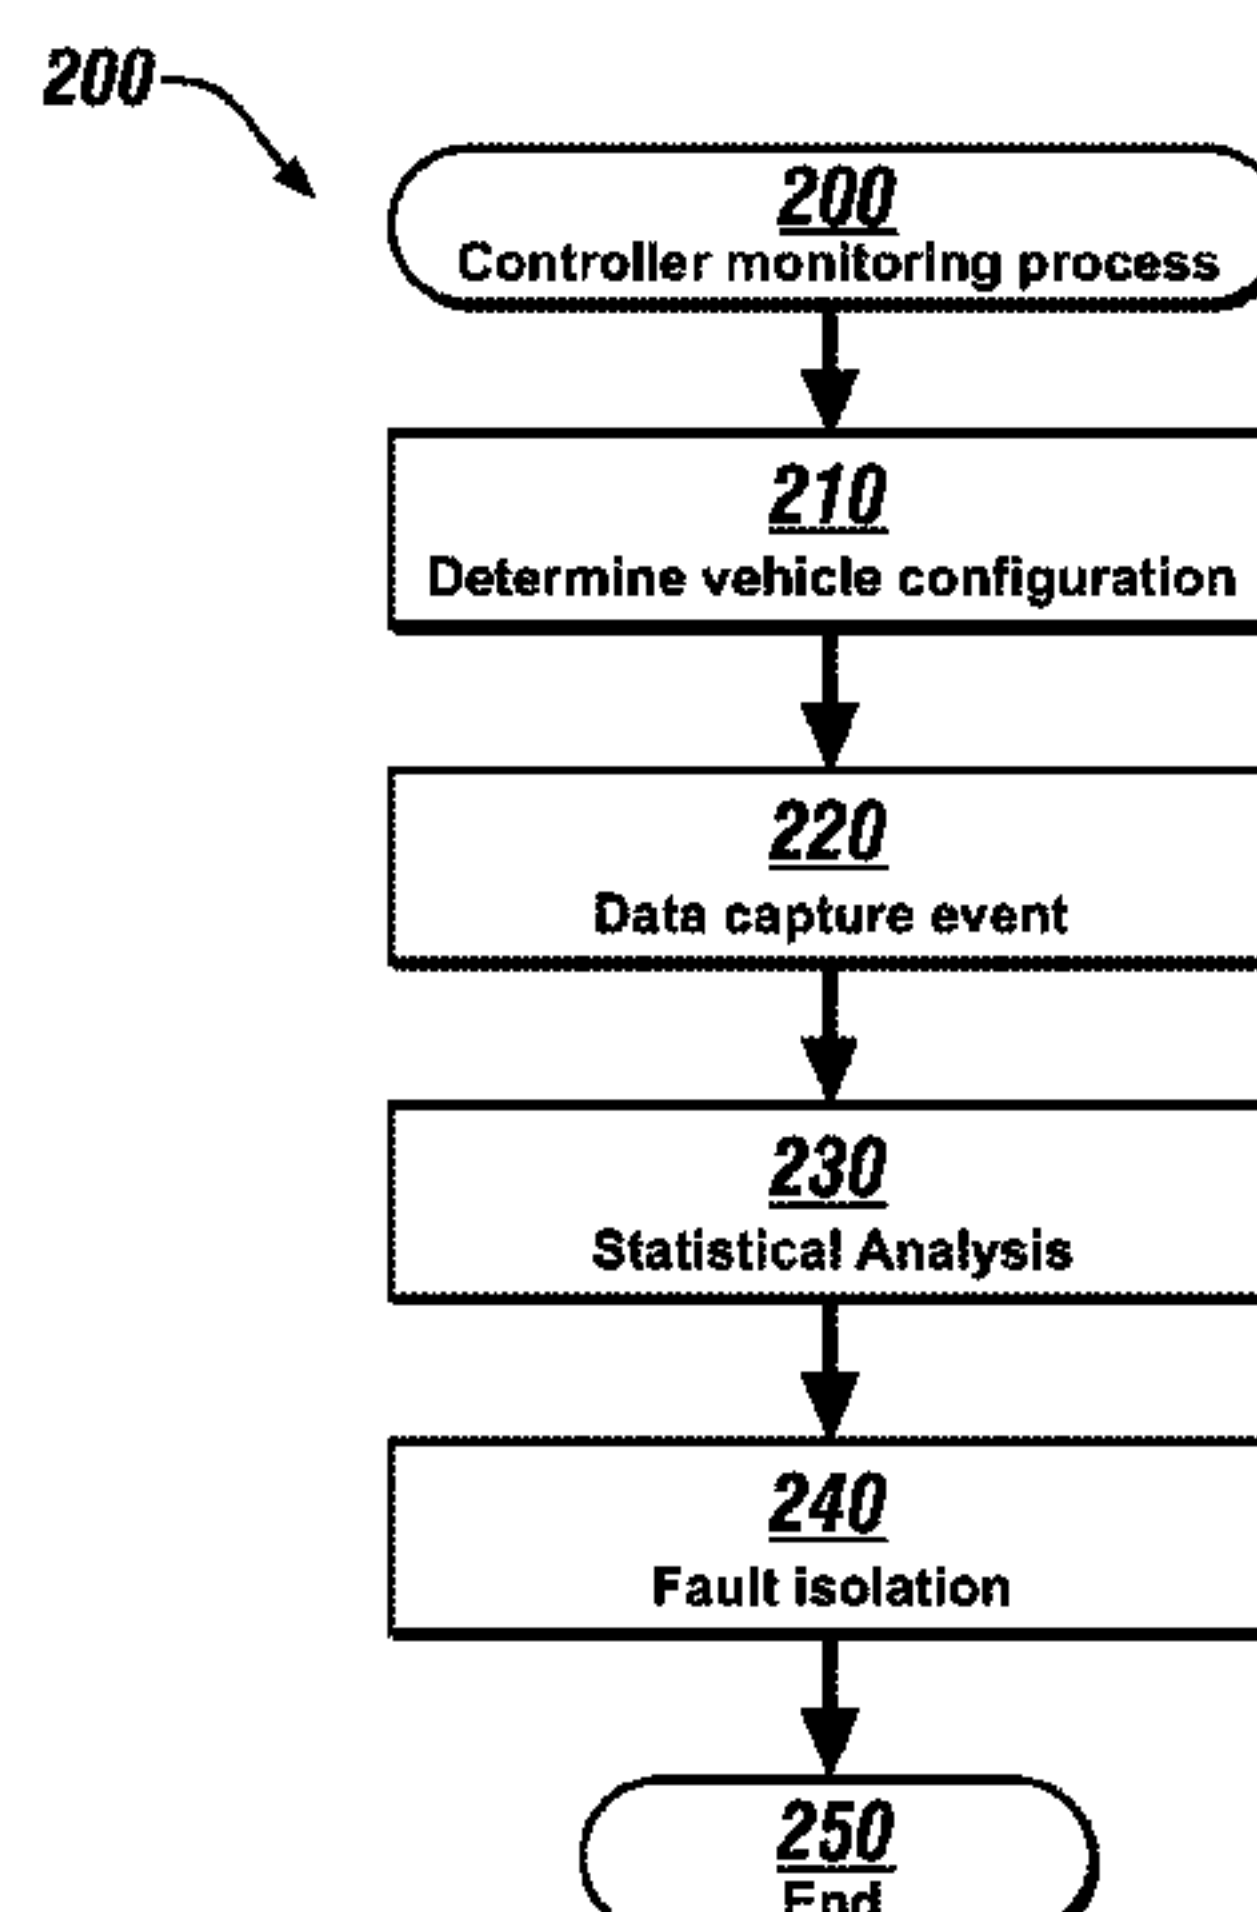 200
200
Controller monitoring process
210
Determine vehicle configuration
220
Data capture event
230
Statistical Analysis
240
Fault isolation
250
End